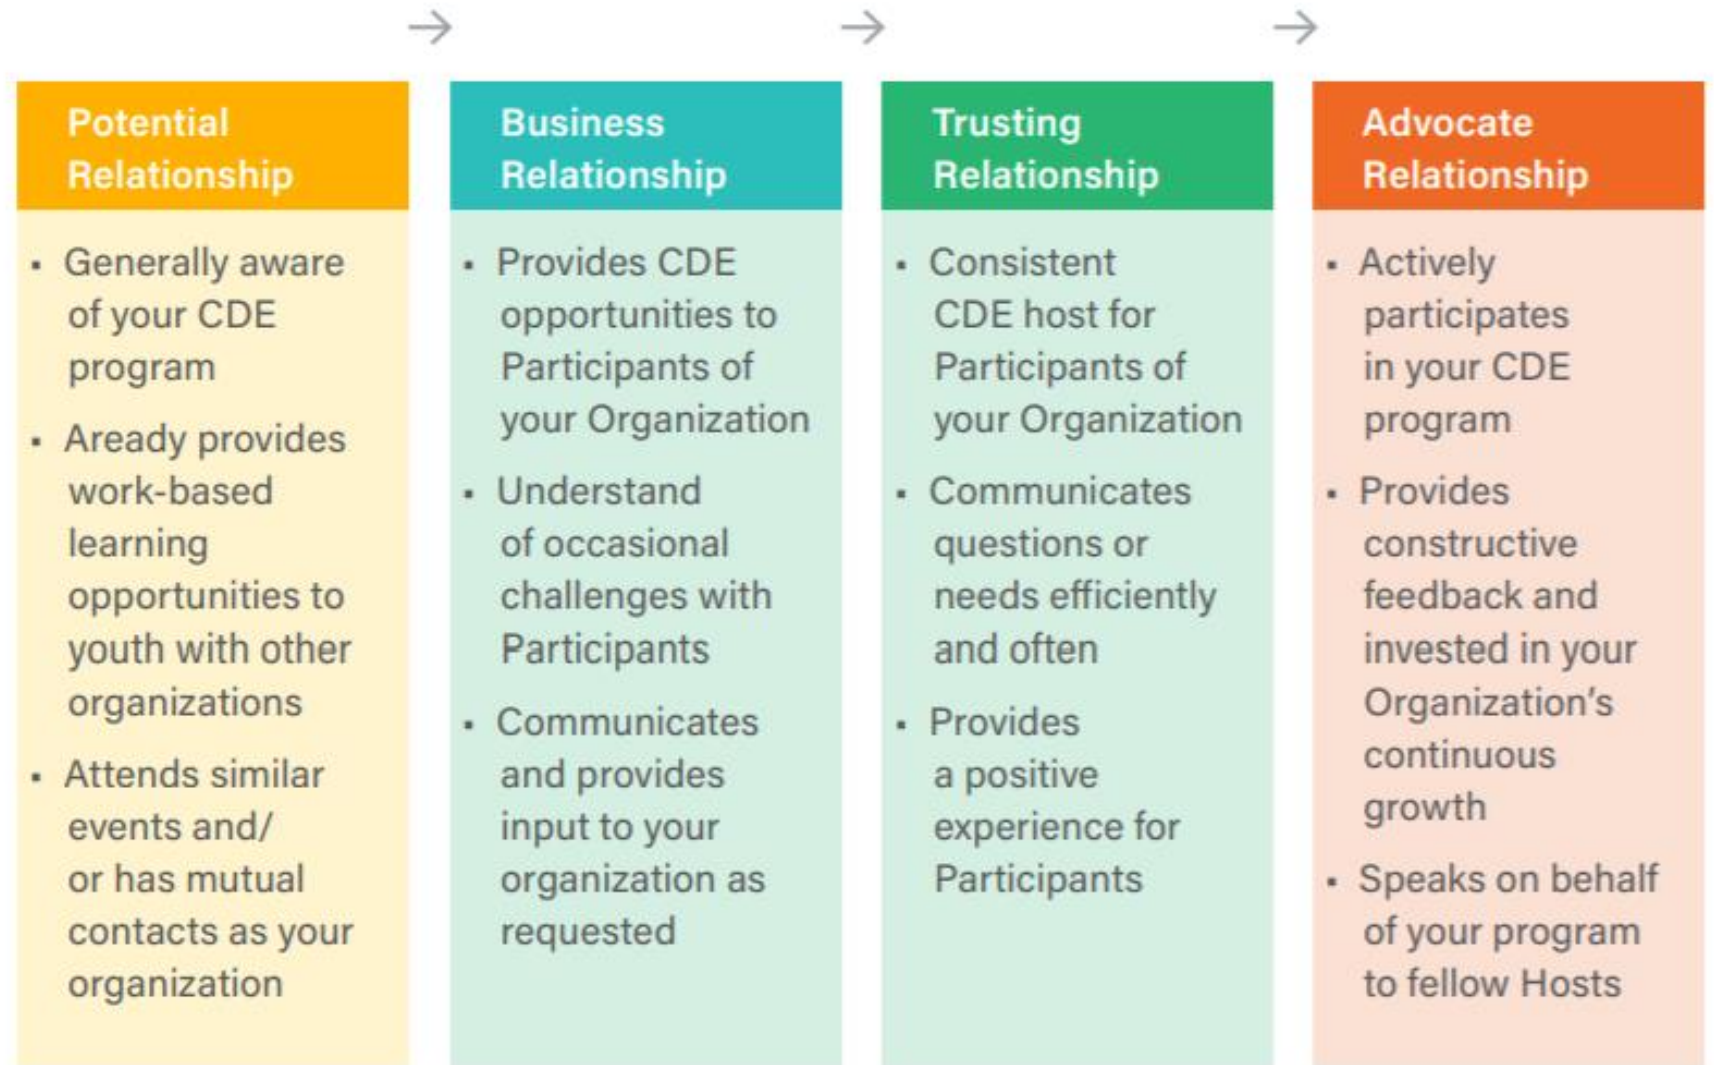 → → →
Potential
Relationship
▪ Generally aware
of your CDE
program
▪ Aready provides
work-based
learning
opportunities to
youth with other
organizations
▪ Attends similar
events and/
or has mutual
contacts as your
organization
Business
Relationship
▪ Provides CDE
opportunities to
Participants of
your Organization
▪ Understand
of occasional
challenges with
Participants
▪ Communicates
and provides
input to your
organization as
requested
Trusting
Relationship
▪ Consistent
CDE host for
Participants of
your Organization
▪ Communicates
questions or
needs efficiently
and often
▪ Provides
a positive
experience for
Participants
Advocate
Relationship
▪ Actively
participates
in your CDE
program
▪ Provides
constructive
feedback and
invested in your
Organization's
continuous
growth
▪ Speaks on behalf
of your program
to fellow Hosts